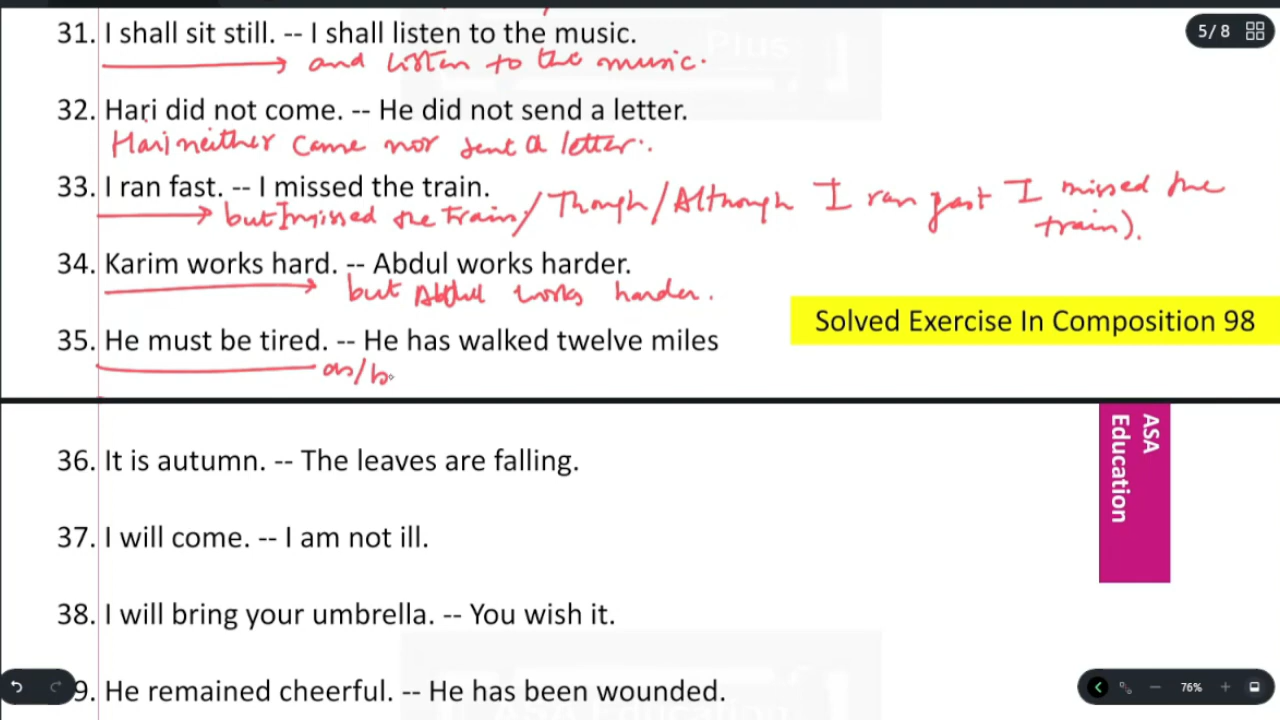 5 / 8
31. I shall sit still. -- I shall listen to the music.
and listen to the music.
32. Hari did not come. -- He did not send a letter.
Hari neither came nor sent a letter.
33. I ran fast. -- I missed the train.
but I missed the train / Though / Although I ran fast I missed the
train).
34. Karim works hard. -- Abdul works harder.
but Abdul works harder.
Solved Exercise In Composition 98
35. He must be tired. -- He has walked twelve miles
as/b
ASA
Education
36. It is autumn. -- The leaves are falling.
37. I will come. -- I am not ill.
38. I will bring your umbrella. -- You wish it.
9. He remained cheerful. -- He has been wounded.
76%